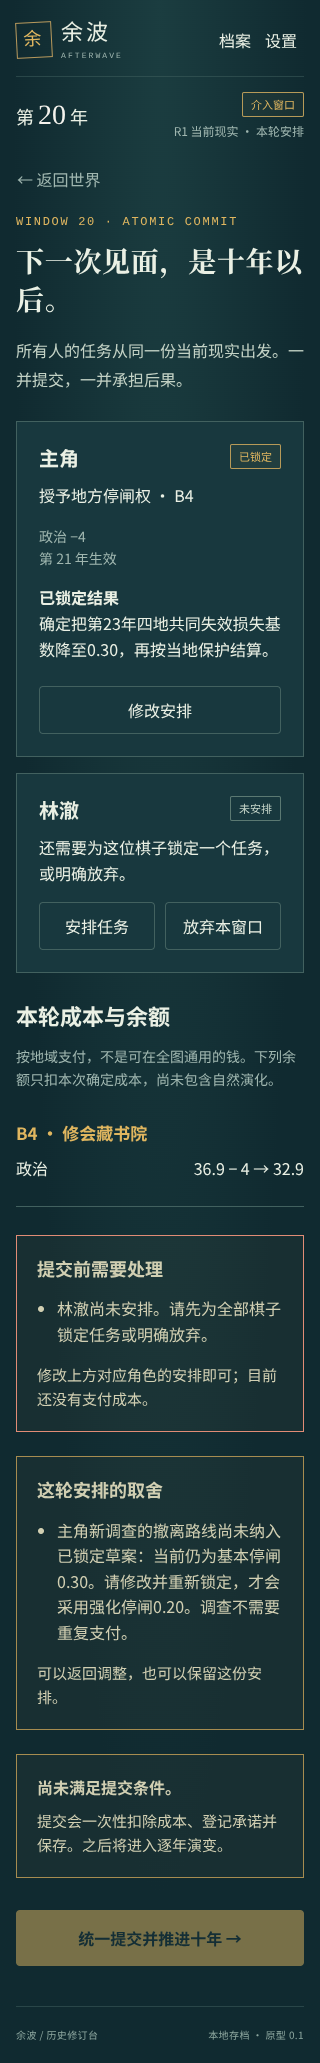 余
余波
AFTERWAVE
档案 设置
第 20 年
介入窗口
R1 当前现实 · 本轮安排
← 返回世界
WINDOW 20 · ATOMIC COMMIT
下一次见面，是十年以
后。
所有人的任务从同一份当前现实出发。一
并提交，一并承担后果。
主角
已锁定
授予地方停闸权 · B4
政治 −4
第 21 年生效
已锁定结果
确定把第23年四地共同失效损失基
数降至0.30，再按当地保护结算。
修改安排
林澈
未安排
还需要为这位棋子锁定一个任务，
或明确放弃。
安排任务
放弃本窗口
本轮成本与余额
按地域支付，不是可在全图通用的钱。下列余
额只扣本次确定成本，尚未包含自然演化。
B4 · 修会藏书院
政治 36.9 − 4 → 32.9
提交前需要处理
• 林澈尚未安排。请先为全部棋子
锁定任务或明确放弃。
修改上方对应角色的安排即可；目前
还没有支付成本。
这轮安排的取舍
• 主角新调查的撤离路线尚未纳入
已锁定草案：当前仍为基本停闸
0.30。请修改并重新锁定，才会
采用强化停闸0.20。调查不需要
重复支付。
可以返回调整，也可以保留这份安
排。
尚未满足提交条件。
提交会一次性扣除成本、登记承诺并
保存。之后将进入逐年演变。
统一提交并推进十年 →
余波 / 历史修订台
本地存档 · 原型 0.1